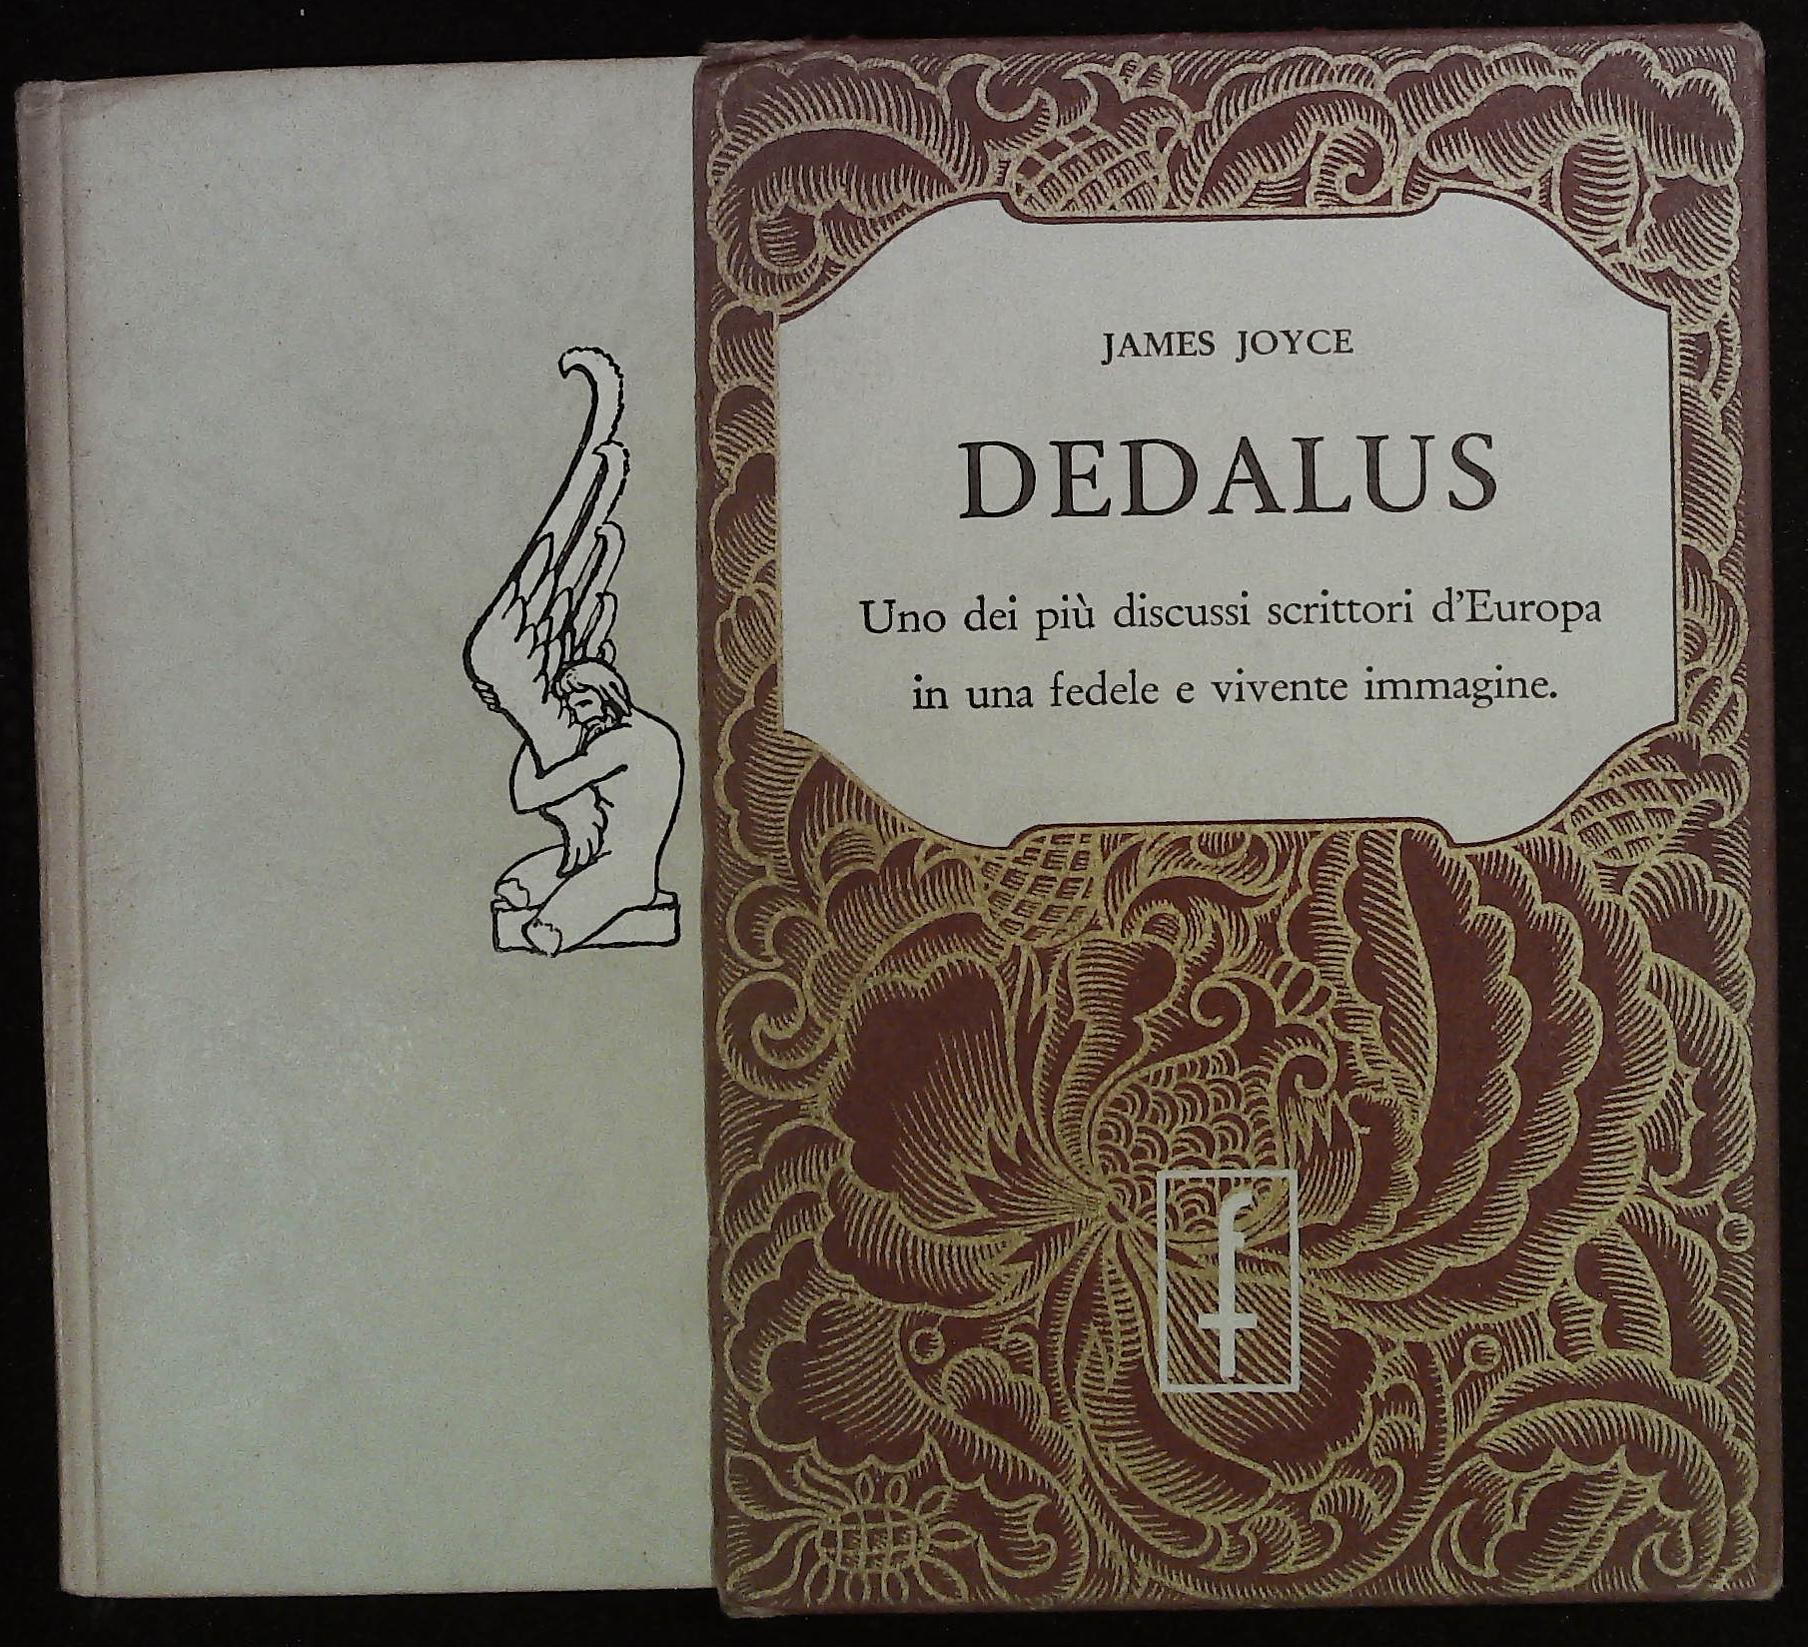 JAMES JOYCE
DEDALUS
Uno dei più discussi scrittori d'Europa
in una fedele e vivente immagine.
f